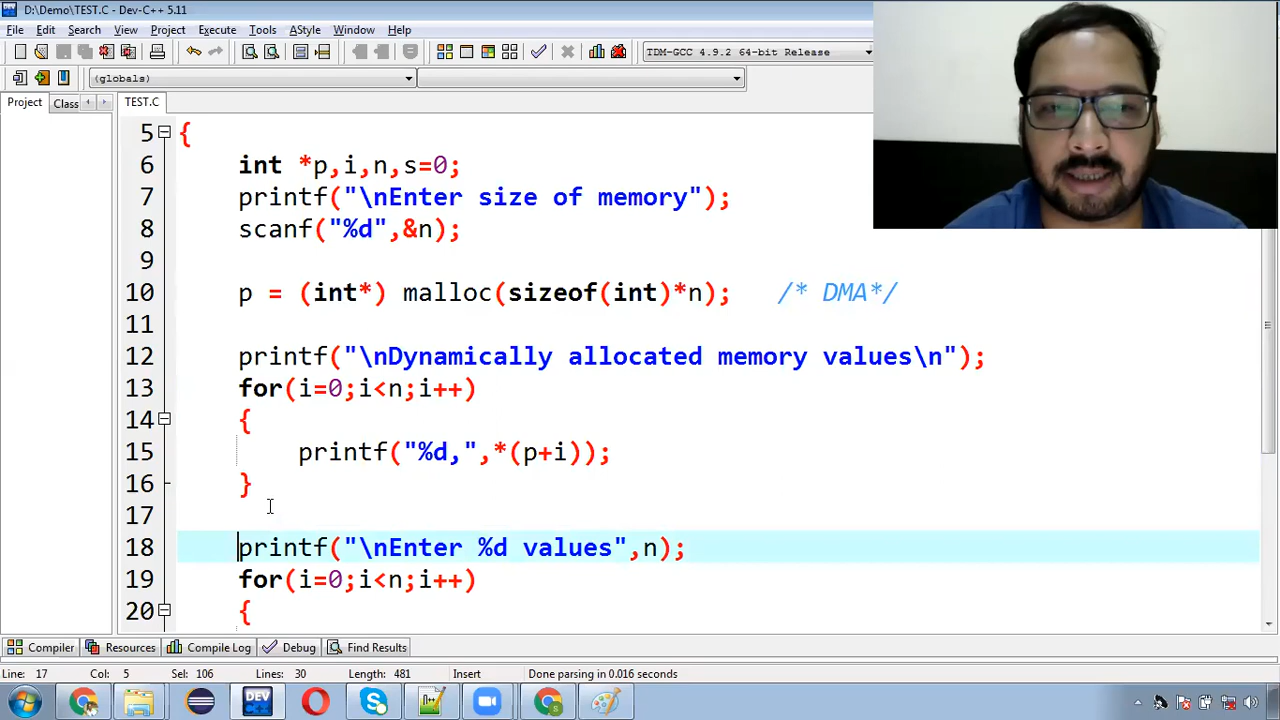 D:\Demo\TEST.C - Dev-C++ 5.11
File Edit Search View Project Execute Tools AStyle Window Help
TDM-GCC 4.9.2 64-bit Release
(globals)
Project Class TEST.C
5 {
6 int *p,i,n,s=0;
7 printf("\nEnter size of memory");
8 scanf("%d",&n);
9
10 p = (int*) malloc(sizeof(int)*n); /* DMA*/
11
12 printf("\nDynamically allocated memory values\n");
13 for(i=0;i<n;i++)
14 {
15 printf("%d,",*(p+i));
16 }
17
18 printf("\nEnter %d values",n);
19 for(i=0;i<n;i++)
20 {
Compiler Resources Compile Log Debug Find Results
Line: 17 Col: 5 Sel: 106 Lines: 30 Length: 481 Insert Done parsing in 0.016 seconds
DEV C++